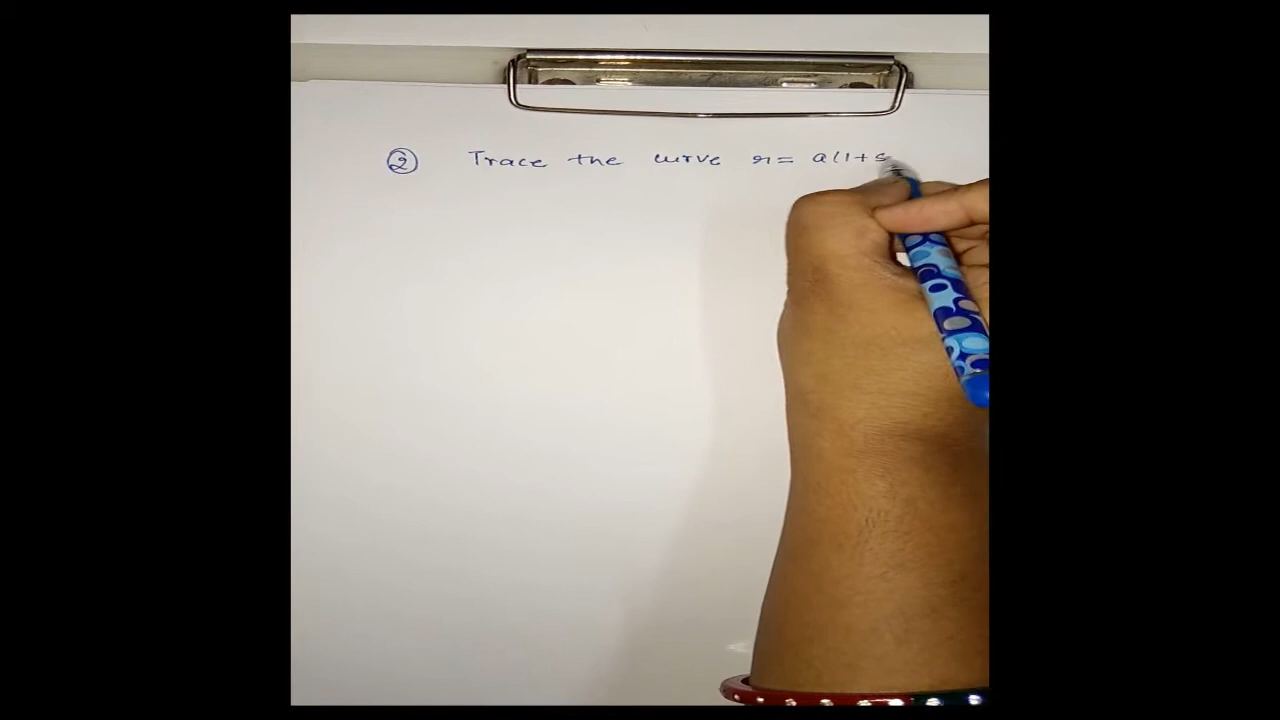 ② Trace the curve r = a(1+s